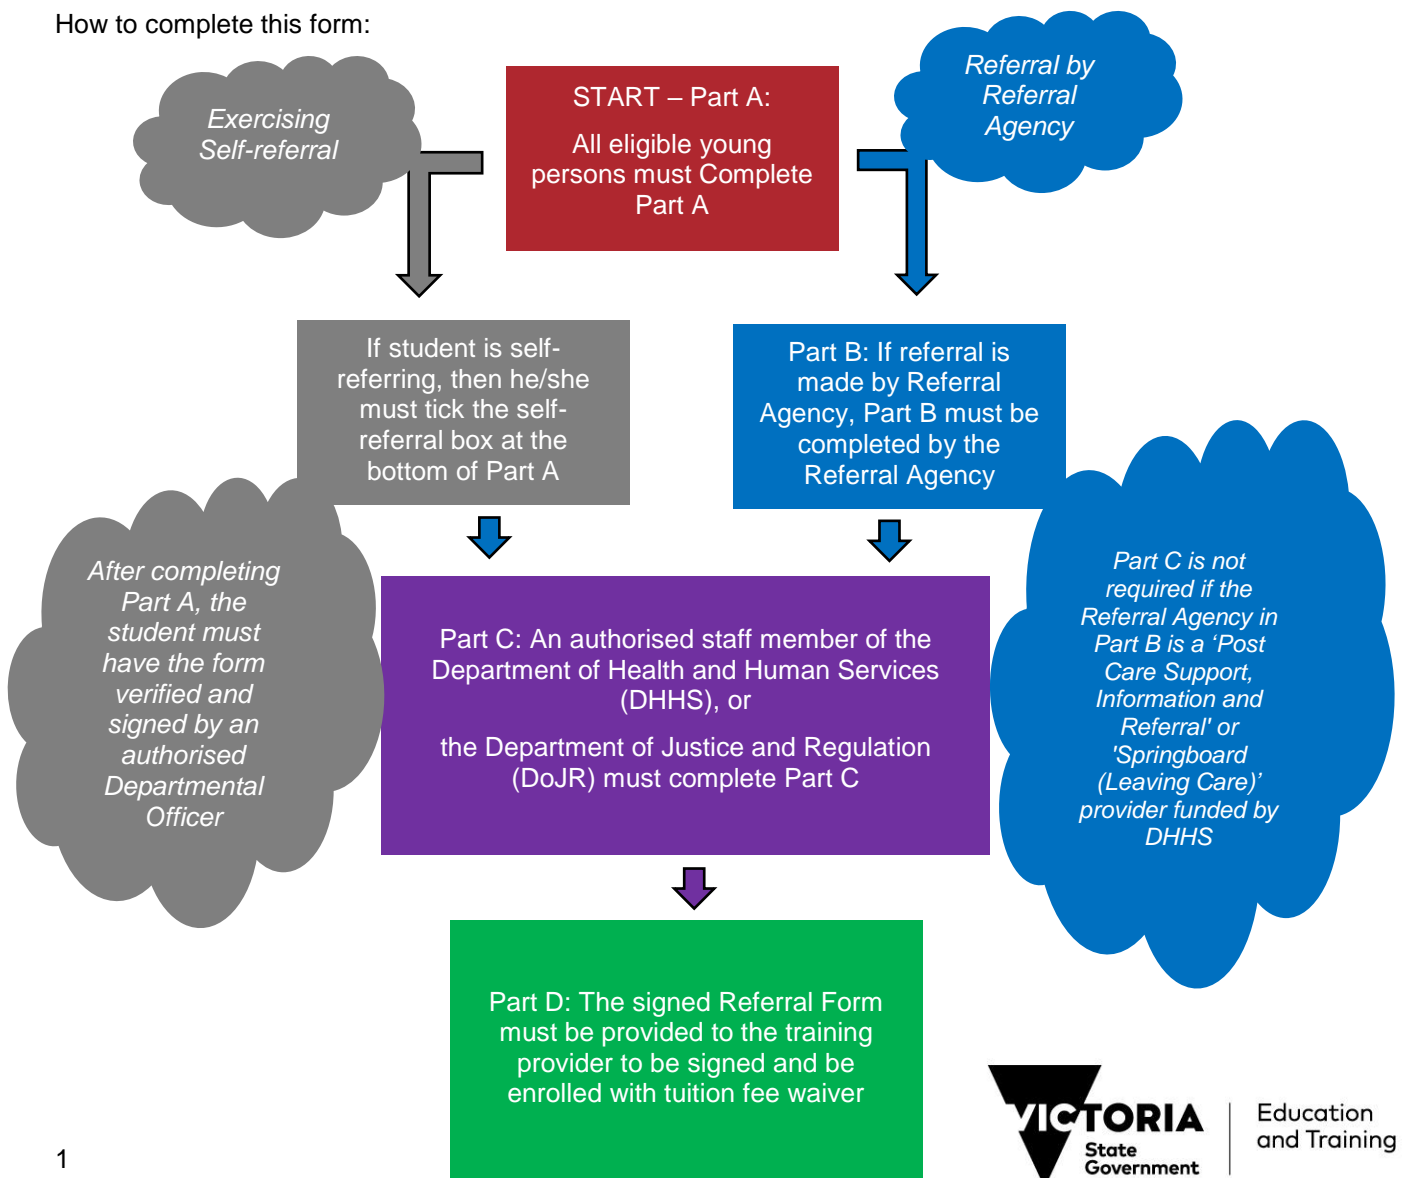 How to complete this form:
Exercising
Self-referral
START – Part A:
All eligible young
persons must Complete
Part A
Referral by
Referral
Agency
If student is self-
referring, then he/she
must tick the self-
referral box at the
bottom of Part A
Part B: If referral is
made by Referral
Agency, Part B must be
completed by the
Referral Agency
After completing
Part A, the
student must
have the form
verified and
signed by an
authorised
Departmental
Officer
Part C: An authorised staff member of the
Department of Health and Human Services
(DHHS), or
the Department of Justice and Regulation
(DoJR) must complete Part C
Part C is not
required if the
Referral Agency in
Part B is a ‘Post
Care Support,
Information and
Referral' or
'Springboard
(Leaving Care)’
provider funded by
DHHS
Part D: The signed Referral Form
must be provided to the training
provider to be signed and be
enrolled with tuition fee waiver
VICTORIA
State
Government
Education
and Training
1